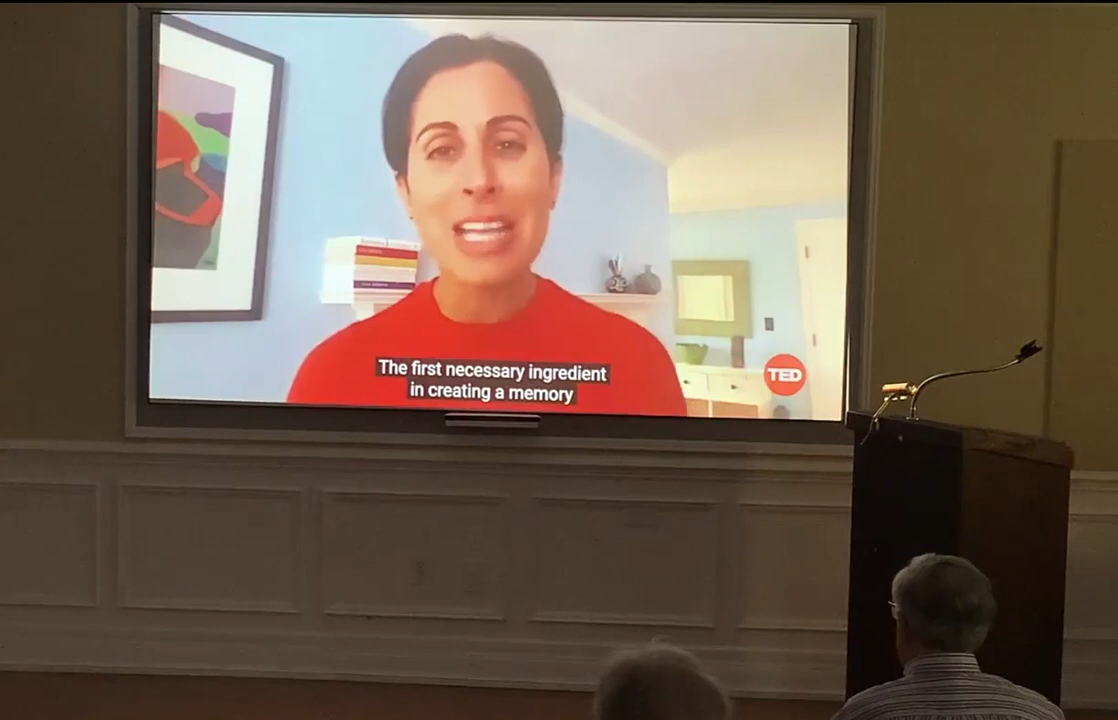 The first necessary ingredient
in creating a memory
TED